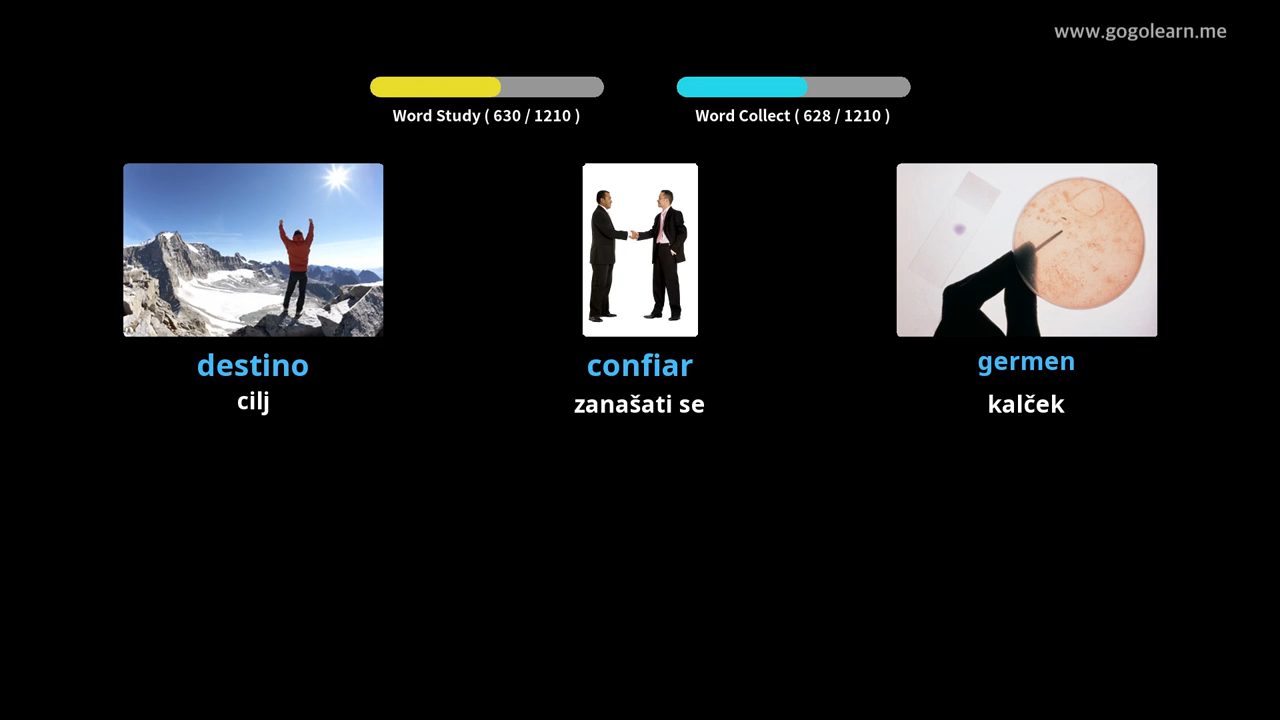 www.gogolearn.me
Word Study ( 630 / 1210 )
Word Collect ( 628 / 1210 )
destino
confiar
germen
cilj
zanašati se
kalček